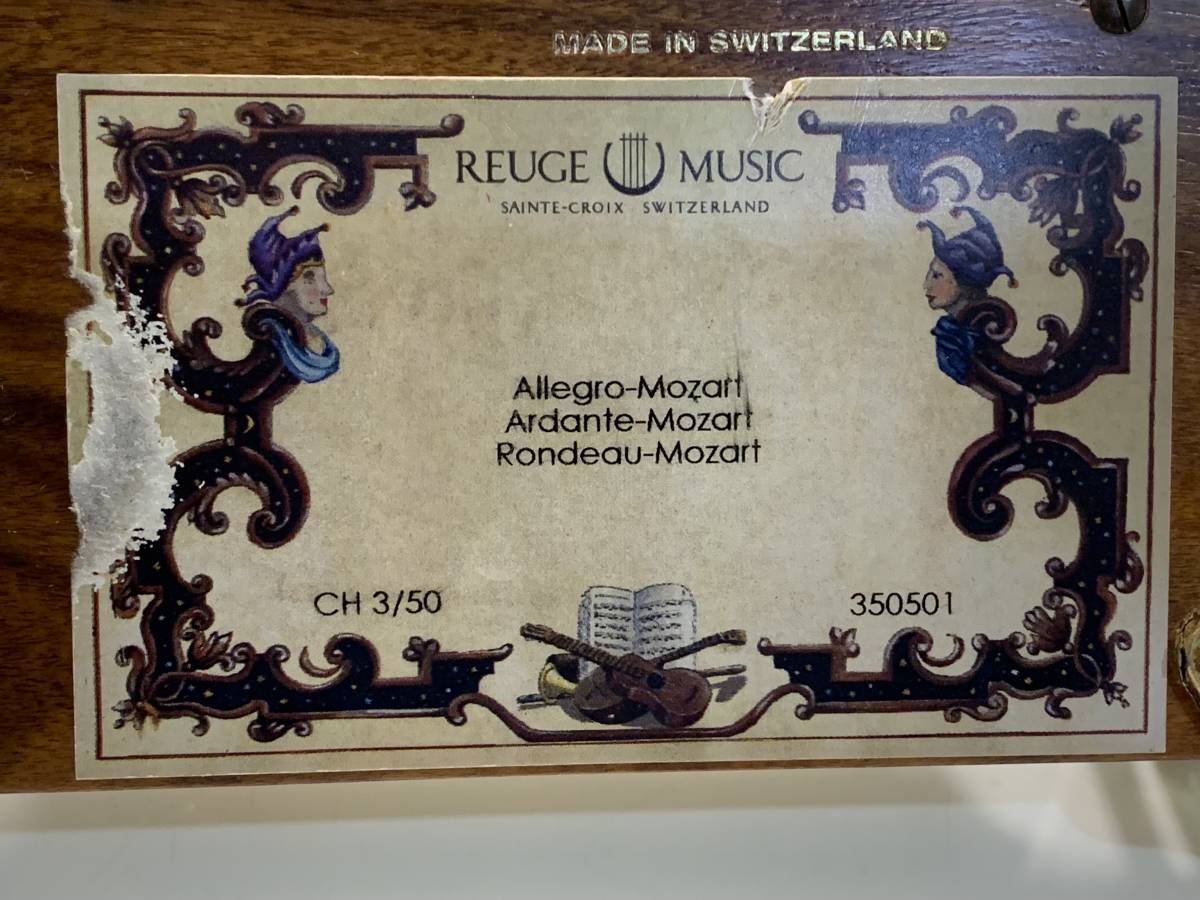 MADE IN SWITZERLAND
REUGE MUSIC
SAINTE-CROIX SWITZERLAND
Allegro-Mozart
Ardante-Mozart
Rondeau-Mozart
CH 3/50 350501